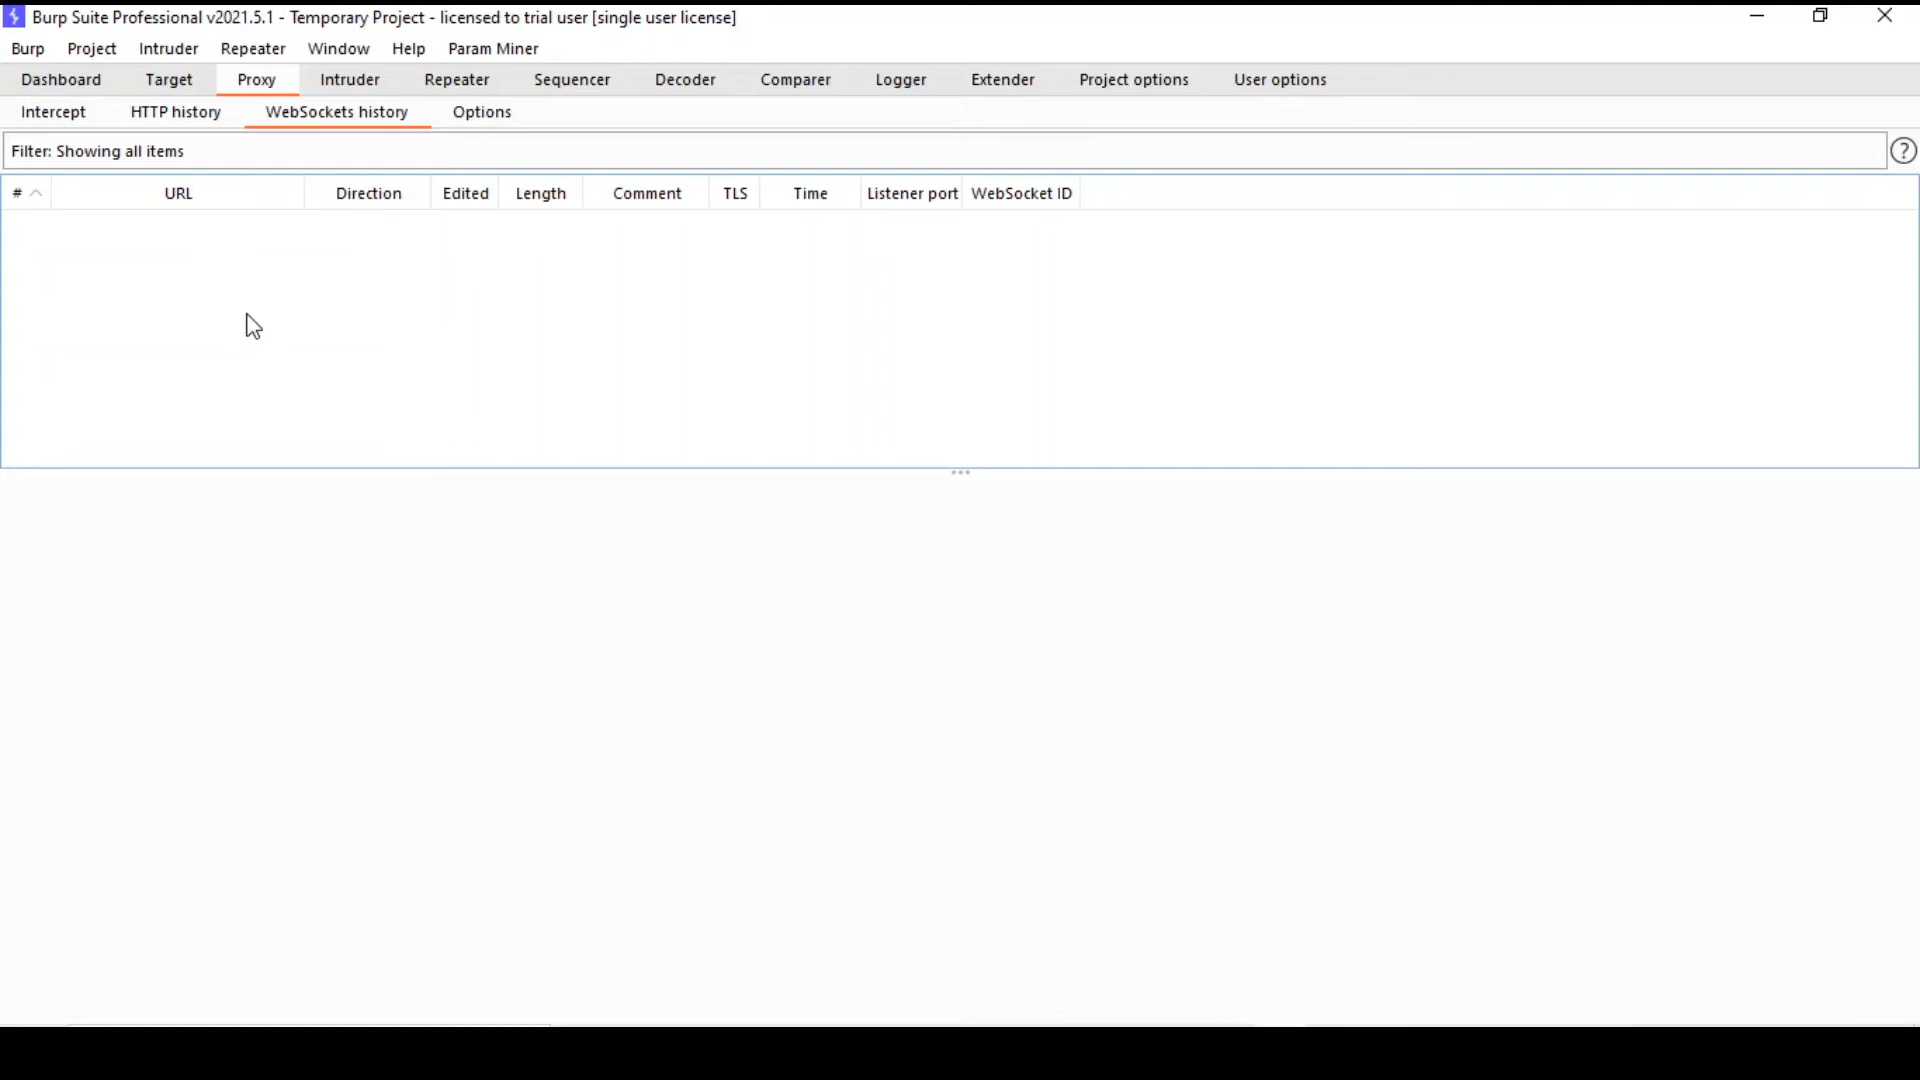 Burp Suite Professional v2021.5.1 - Temporary Project - licensed to trial user [single user license]
Burp Project Intruder Repeater Window Help Param Miner
Dashboard Target Proxy Intruder Repeater Sequencer Decoder Comparer Logger Extender Project options User options
Intercept HTTP history WebSockets history Options
Filter: Showing all items ?
# URL Direction Edited Length Comment TLS Time Listener port WebSocket ID